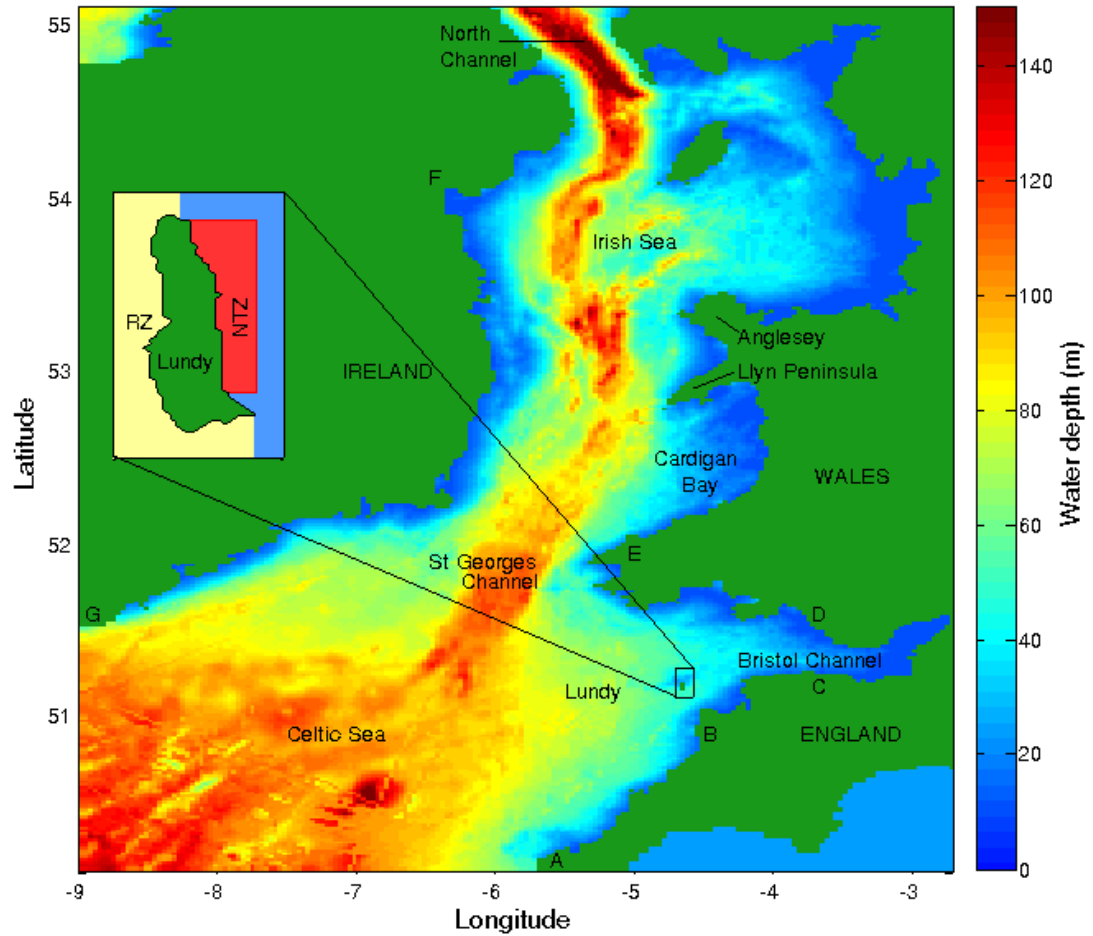 North
Channel
F
Irish Sea
RZ
NTZ
Lundy
Anglesey
IRELAND
Llyn Peninsula
Cardigan
Bay
WALES
E
St Georges
Channel
G
D
Bristol Channel
C
Lundy
B
ENGLAND
Celtic Sea
A
55
54
53
52
51
Latitude
-9
-8
-7
-6
-5
-4
-3
Longitude
140
120
100
80
60
40
20
0
Water depth (m)